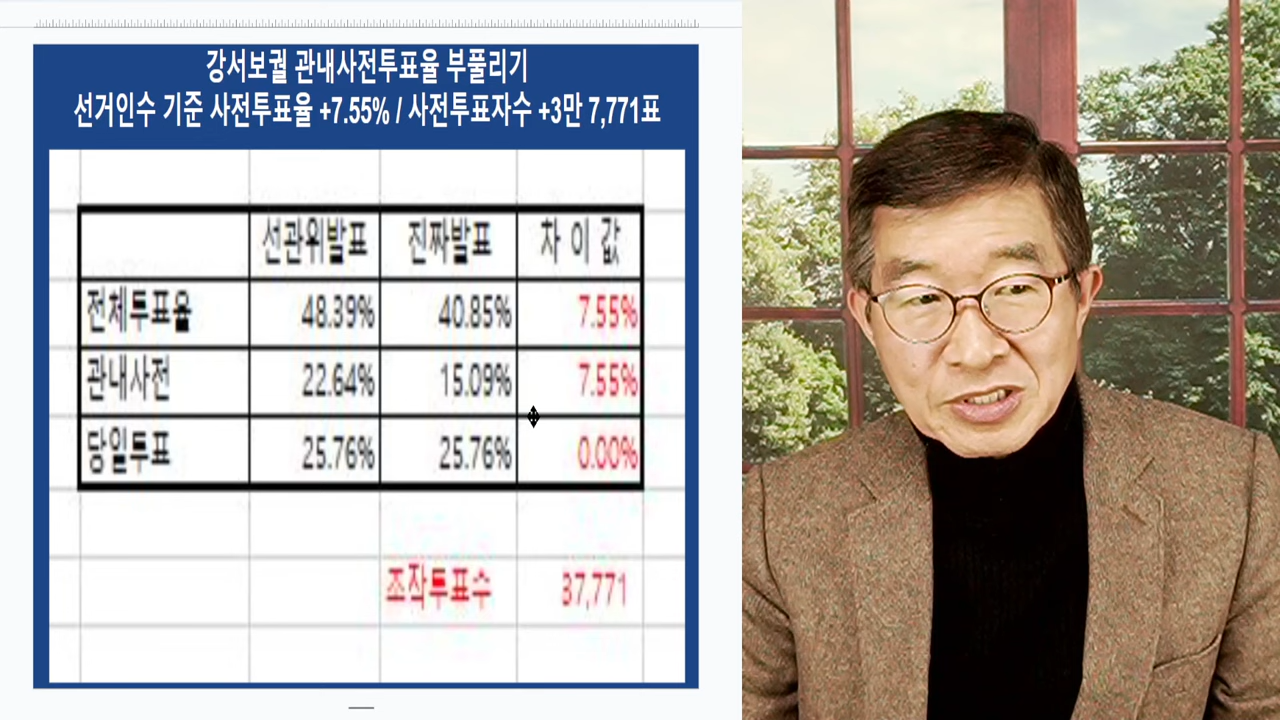 강서보궐 관내사전투표율 부풀리기
선거인수 기준 사전투표율 +7.55% / 사전투표자수 +3만 7,771표
선관위발표 진짜발표 차 이 값
전체투표율 48.39% 40.85% 7.55%
관내사전 22.64% 15.09% 7.55%
당일투표 25.76% 25.76% 0.00%
조작투표수 37,771